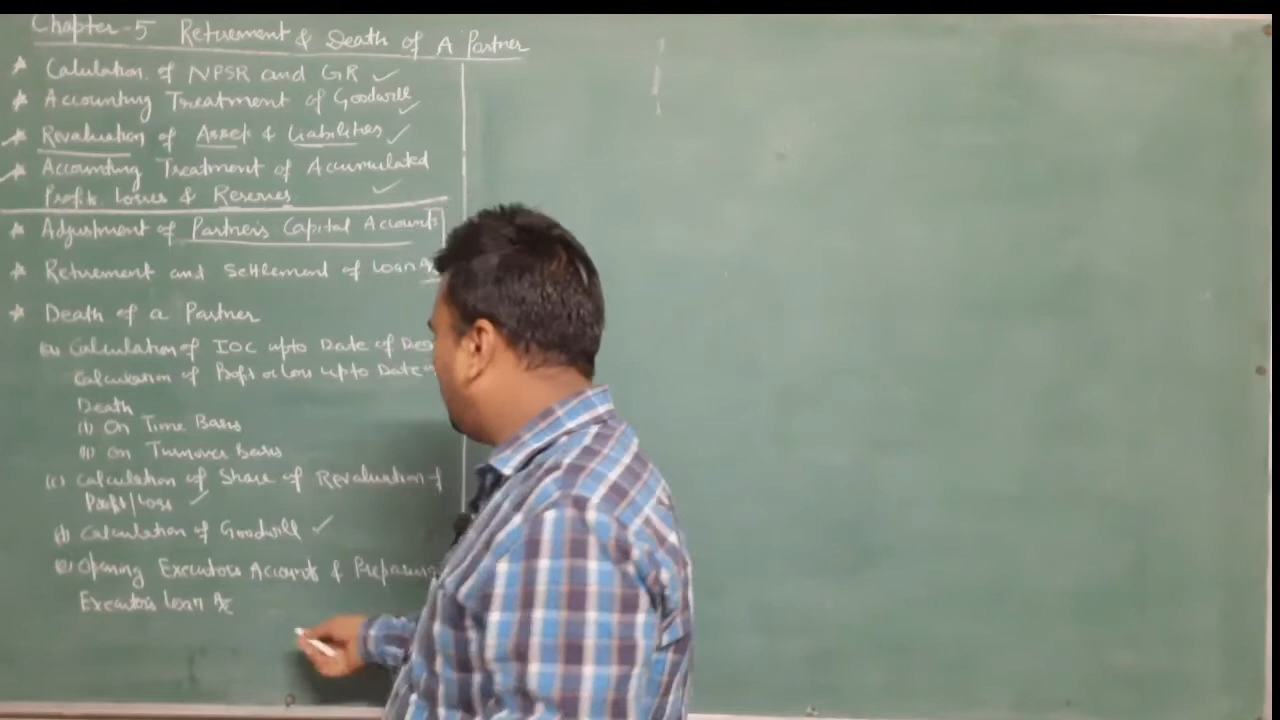 Chapter-5 Retirement & Death of A Partner
Calculation of NPSR and GR ✓
Accounting Treatment of Goodwill ✓
Revaluation of Assets & Liabilities ✓
Accounting Treatment of Accumulated
Profits Losses & Reserves ✓
Adjustment of Partner's Capital Accounts
Retirement and Settlement of Loan A/c
Death of a Partner
(a) Calculation of IOC upto Date of
Calculation of Profit or Loss upto Date
Death
(i) On Time Basis
(ii) On Turnover Basis
(c) Calculation of Share of Revaluation of
Profit/Loss ✓
(d) Calculation of Goodwill ✓
(e) Opening Executors Account & Preparing
Executor's Loan A/c